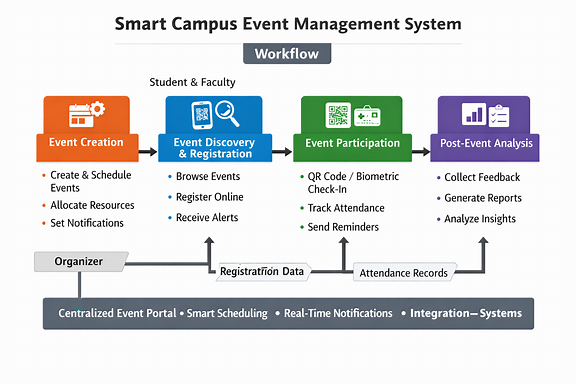 Smart Campus Event Management System
Workflow
Student & Faculty
Event Creation
• Create & Schedule
Events
• Allocate Resources
• Set Notifications
Event Discovery
& Registration
• Browse Events
• Register Online
• Receive Alerts
Event Participation
• QR Code / Biometric
Check-In
• Track Attendance
• Send Reminders
Post-Event Analysis
• Collect Feedback
• Generate Reports
• Analyze Insights
Organizer
Registration Data
Attendance Records
Centralized Event Portal • Smart Scheduling • Real-Time Notifications • Integration—Systems